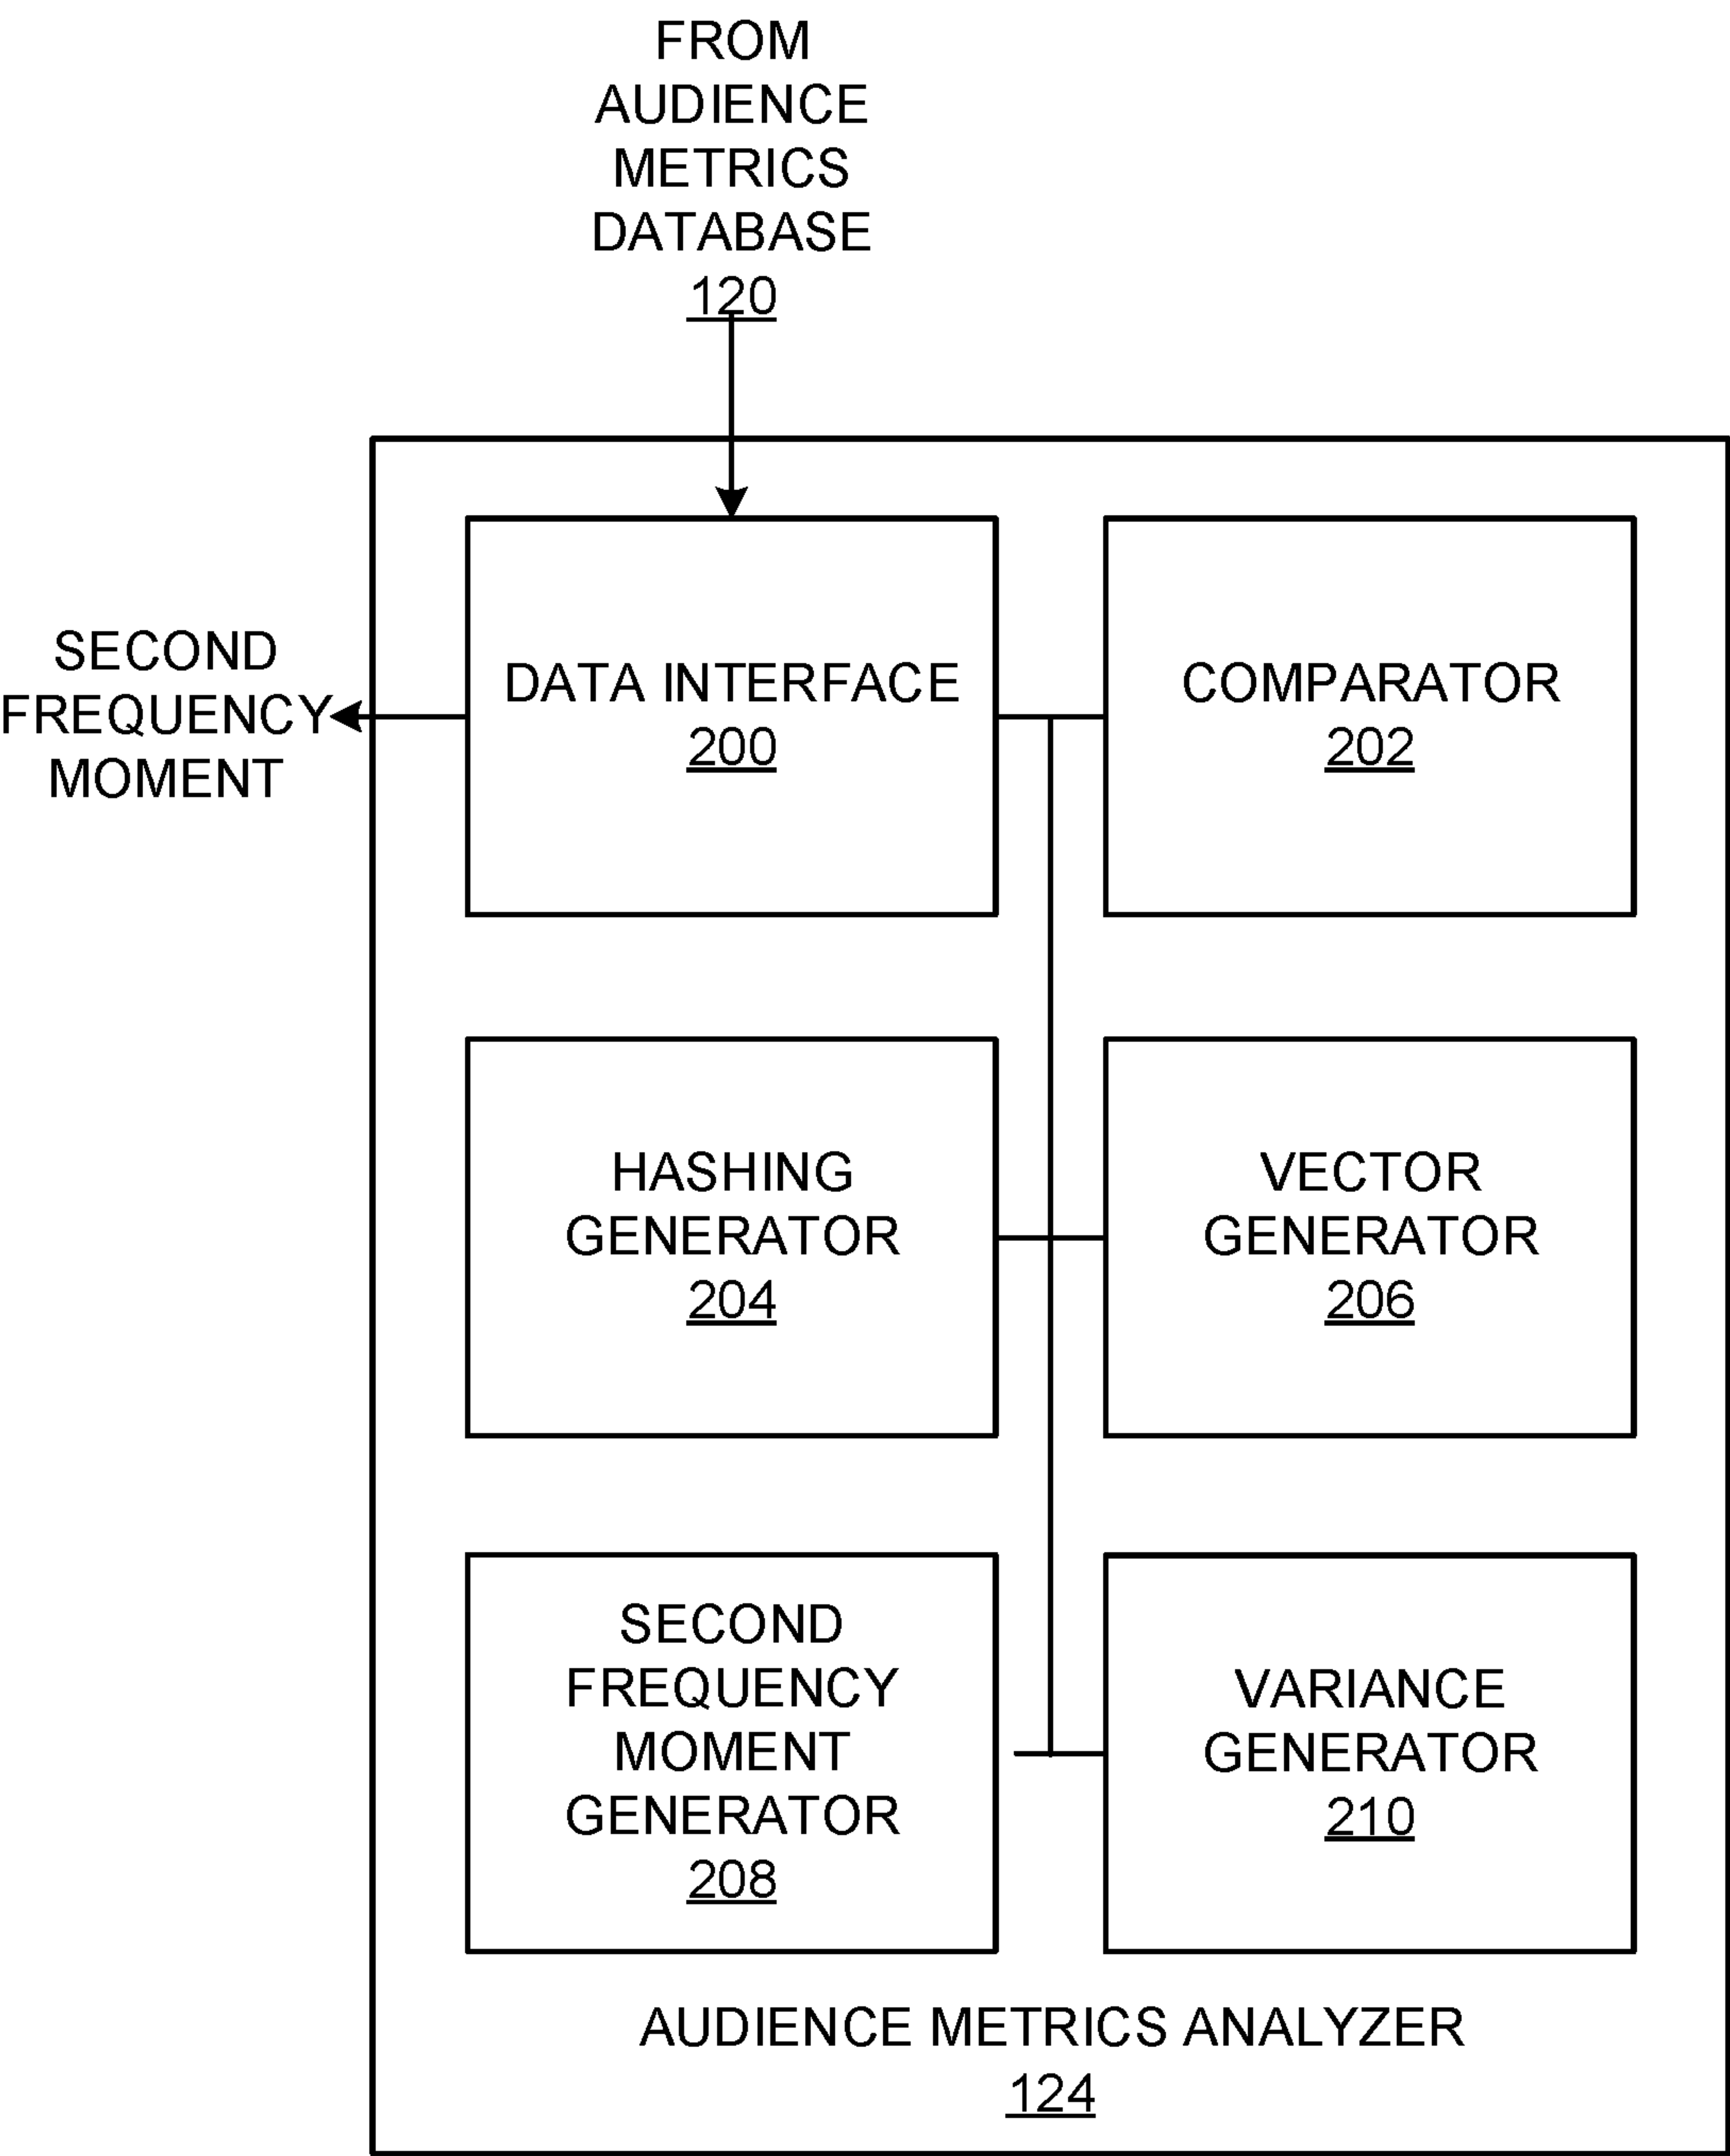 FROM
AUDIENCE
METRICS
DATABASE
120
SECOND
FREQUENCY
MOMENT
DATA INTERFACE
200
COMPARATOR
202
HASHING
GENERATOR
204
VECTOR
GENERATOR
206
SECOND
FREQUENCY
MOMENT
GENERATOR
208
VARIANCE
GENERATOR
210
AUDIENCE METRICS ANALYZER
124